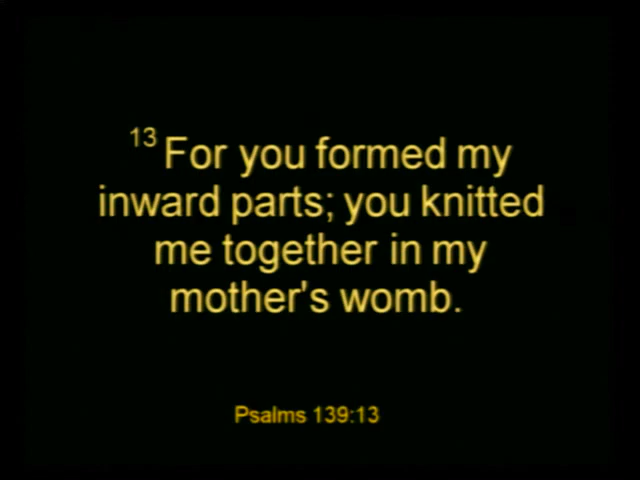 13 For you formed my
inward parts; you knitted
me together in my
mother's womb.
Psalms 139:13